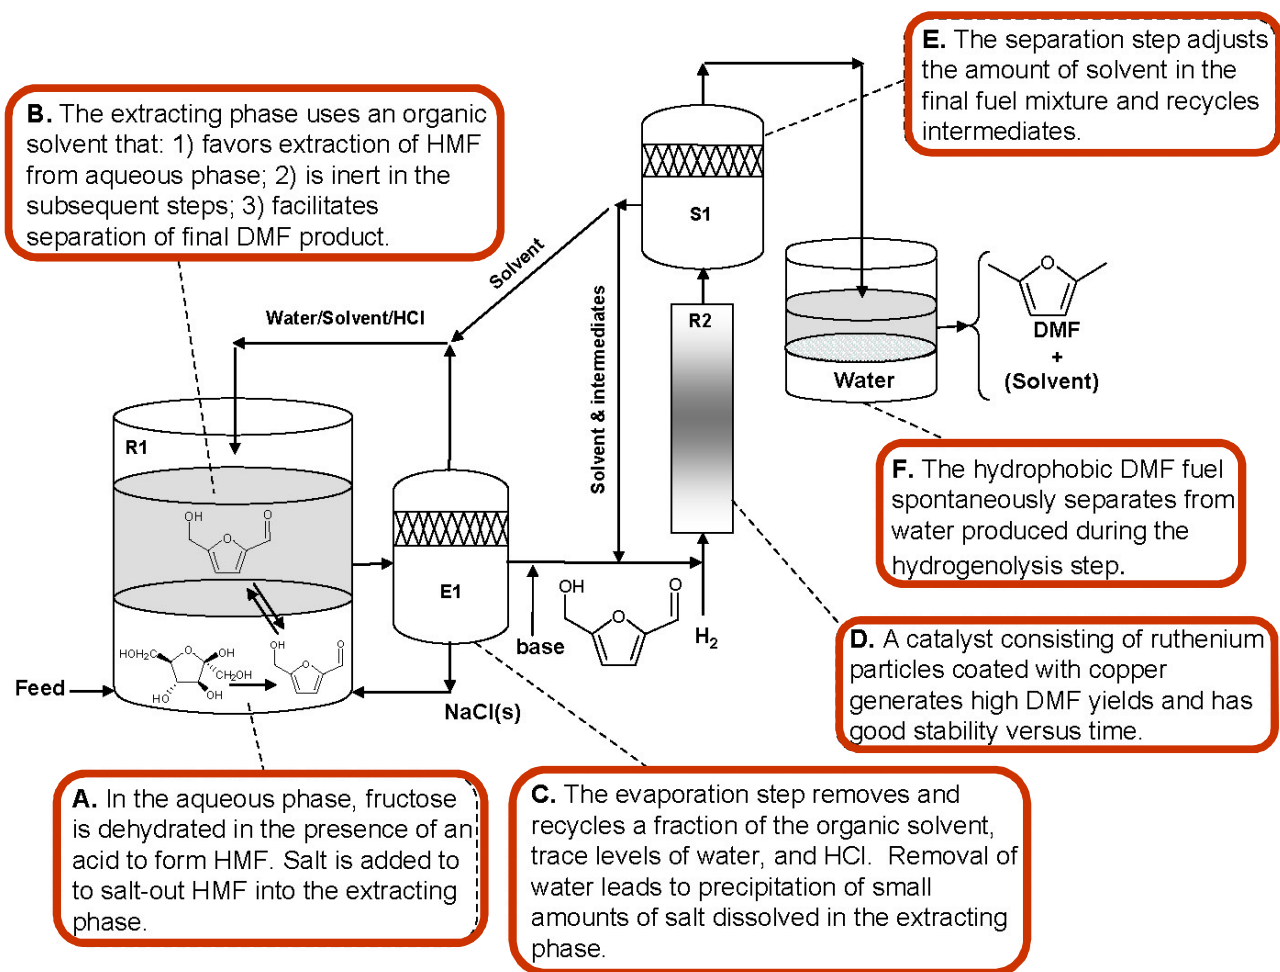 E. The separation step adjusts
the amount of solvent in the
final fuel mixture and recycles
intermediates.
B. The extracting phase uses an organic
solvent that: 1) favors extraction of HMF
from aqueous phase; 2) is inert in the
subsequent steps; 3) facilitates
separation of final DMF product.
S1
Solvent
Water/Solvent/HCl
Solvent & intermediates
R2
O
DMF
+
(Solvent)
Water
R1
OH
O
O
E1
F. The hydrophobic DMF fuel
spontaneously separates from
water produced during the
hydrogenolysis step.
OH
O
O
base
H2
HOH2C
O
OH
CH2OH
HO
OH
OH
O
O
Feed
NaCl(s)
D. A catalyst consisting of ruthenium
particles coated with copper
generates high DMF yields and has
good stability versus time.
A. In the aqueous phase, fructose
is dehydrated in the presence of an
acid to form HMF. Salt is added to
to salt-out HMF into the extracting
phase.
C. The evaporation step removes and
recycles a fraction of the organic solvent,
trace levels of water, and HCl. Removal of
water leads to precipitation of small
amounts of salt dissolved in the extracting
phase.